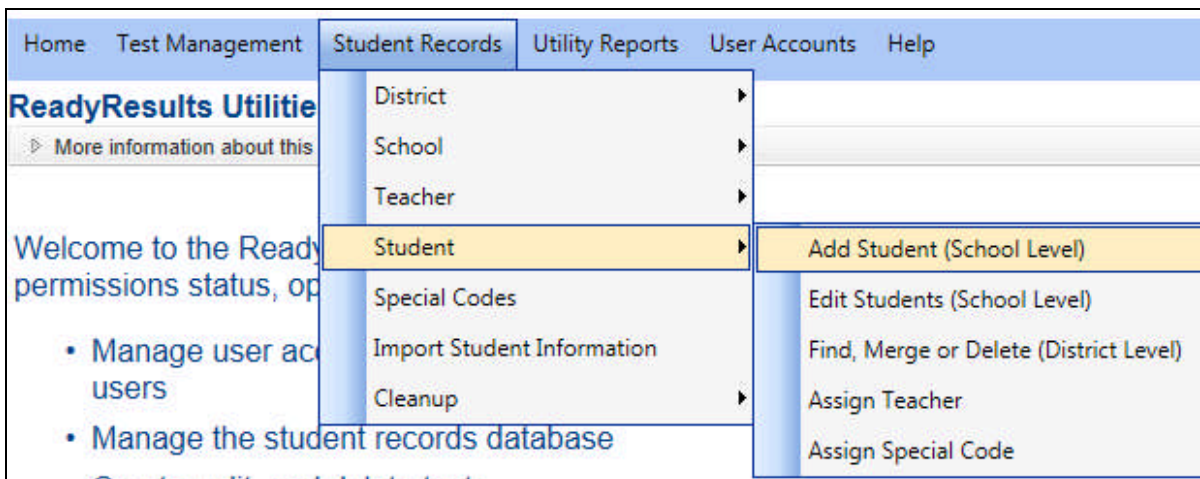 Home Test Management Student Records Utility Reports User Accounts Help
ReadyResults Utilitie
More information about this
Welcome to the Ready
permissions status, op
• Manage user acc
users
• Manage the student records database
District
School
Teacher
Student
Special Codes
Import Student Information
Cleanup
Add Student (School Level)
Edit Students (School Level)
Find, Merge or Delete (District Level)
Assign Teacher
Assign Special Code